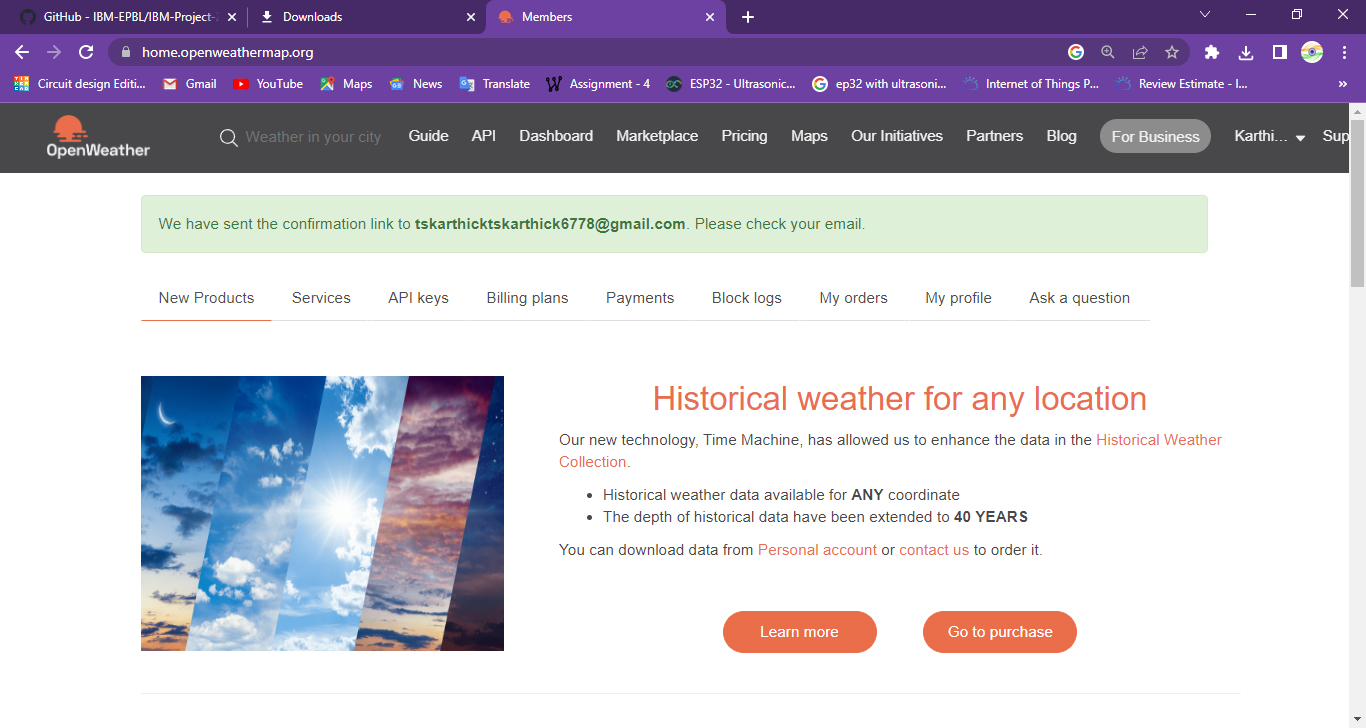 GitHub - IBM-EPBL/IBM-Project-
Downloads
Members
home.openweathermap.org
Circuit design Editi...
Gmail
YouTube
Maps
News
Translate
Assignment - 4
ESP32 - Ultrasonic...
ep32 with ultrasoni...
Internet of Things P...
Review Estimate - I...
OpenWeather
Weather in your city
Guide
API
Dashboard
Marketplace
Pricing
Maps
Our Initiatives
Partners
Blog
For Business
Karthi...
Sup
We have sent the confirmation link to tskarthicktskarthick6778@gmail.com. Please check your email.
New Products
Services
API keys
Billing plans
Payments
Block logs
My orders
My profile
Ask a question
Historical weather for any location
Our new technology, Time Machine, has allowed us to enhance the data in the Historical Weather
Collection.
• Historical weather data available for ANY coordinate
• The depth of historical data have been extended to 40 YEARS
You can download data from Personal account or contact us to order it.
Learn more
Go to purchase